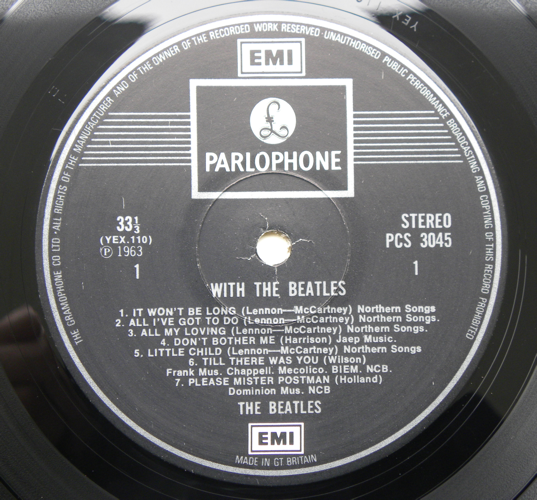 THE GRAMOPHONE CO LTD · ALL RIGHTS OF THE MANUFACTURER AND OF THE OWNER OF THE RECORDED WORK RESERVED · UNAUTHORISED PUBLIC PERFORMANCE BROADCASTING AND COPYING OF THIS RECORD PROHIBITED
EMI
£
PARLOPHONE
33⅓
(YEX.110)
Ⓟ 1963
1
STEREO
PCS 3045
1
WITH THE BEATLES
1. IT WON'T BE LONG (Lennon—McCartney) Northern Songs
2. ALL I'VE GOT TO DO (Lennon—McCartney) Northern Songs.
3. ALL MY LOVING (Lennon—McCartney) Northern Songs.
4. DON'T BOTHER ME (Harrison) Jaep Music.
5. LITTLE CHILD (Lennon—McCartney) Northern Songs
6. TILL THERE WAS YOU (Wilson)
Frank Mus. Chappell. Mecolico. BIEM. NCB.
7. PLEASE MISTER POSTMAN (Holland)
Dominion Mus. NCB
THE BEATLES
EMI
MADE IN GT BRITAIN